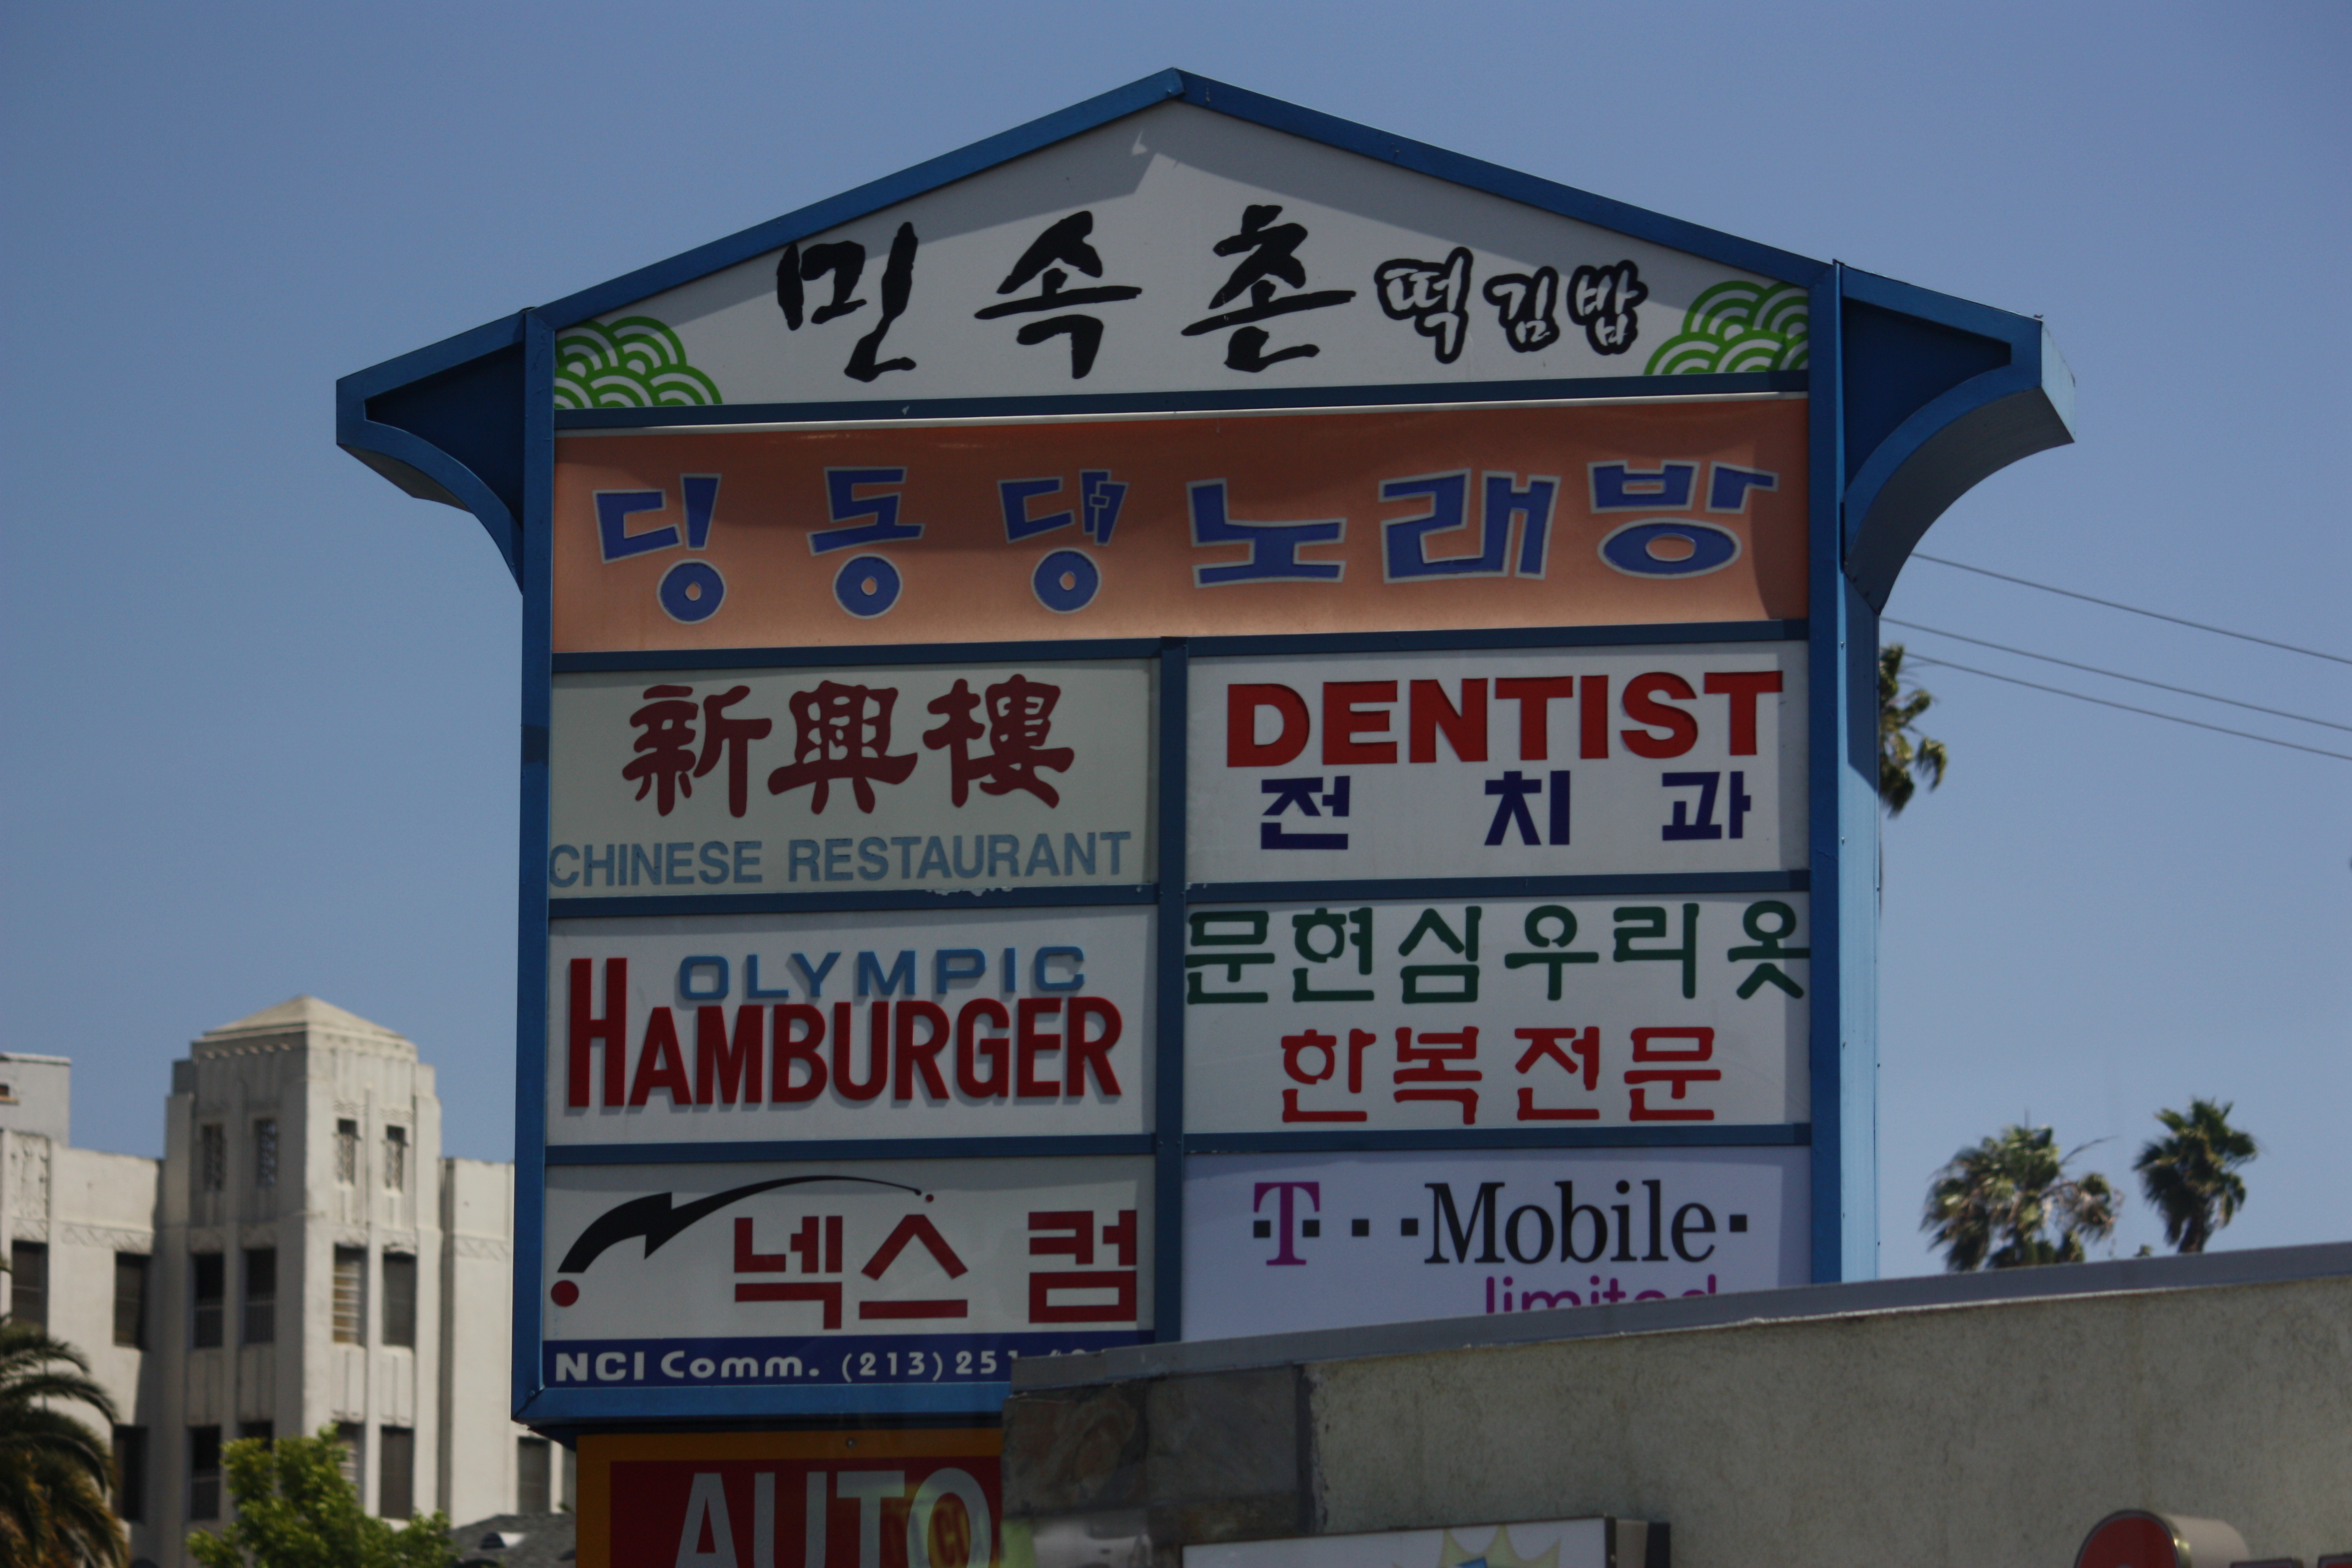 민속촌 떡김밥
딩동댕노래방
新興樓
CHINESE RESTAURANT
DENTIST
전치과
OLYMPIC
HAMBURGER
문현심우리옷
한복전문
넥스컴
NCI Comm. (213) 251
T··Mobile·
limited
AUTO